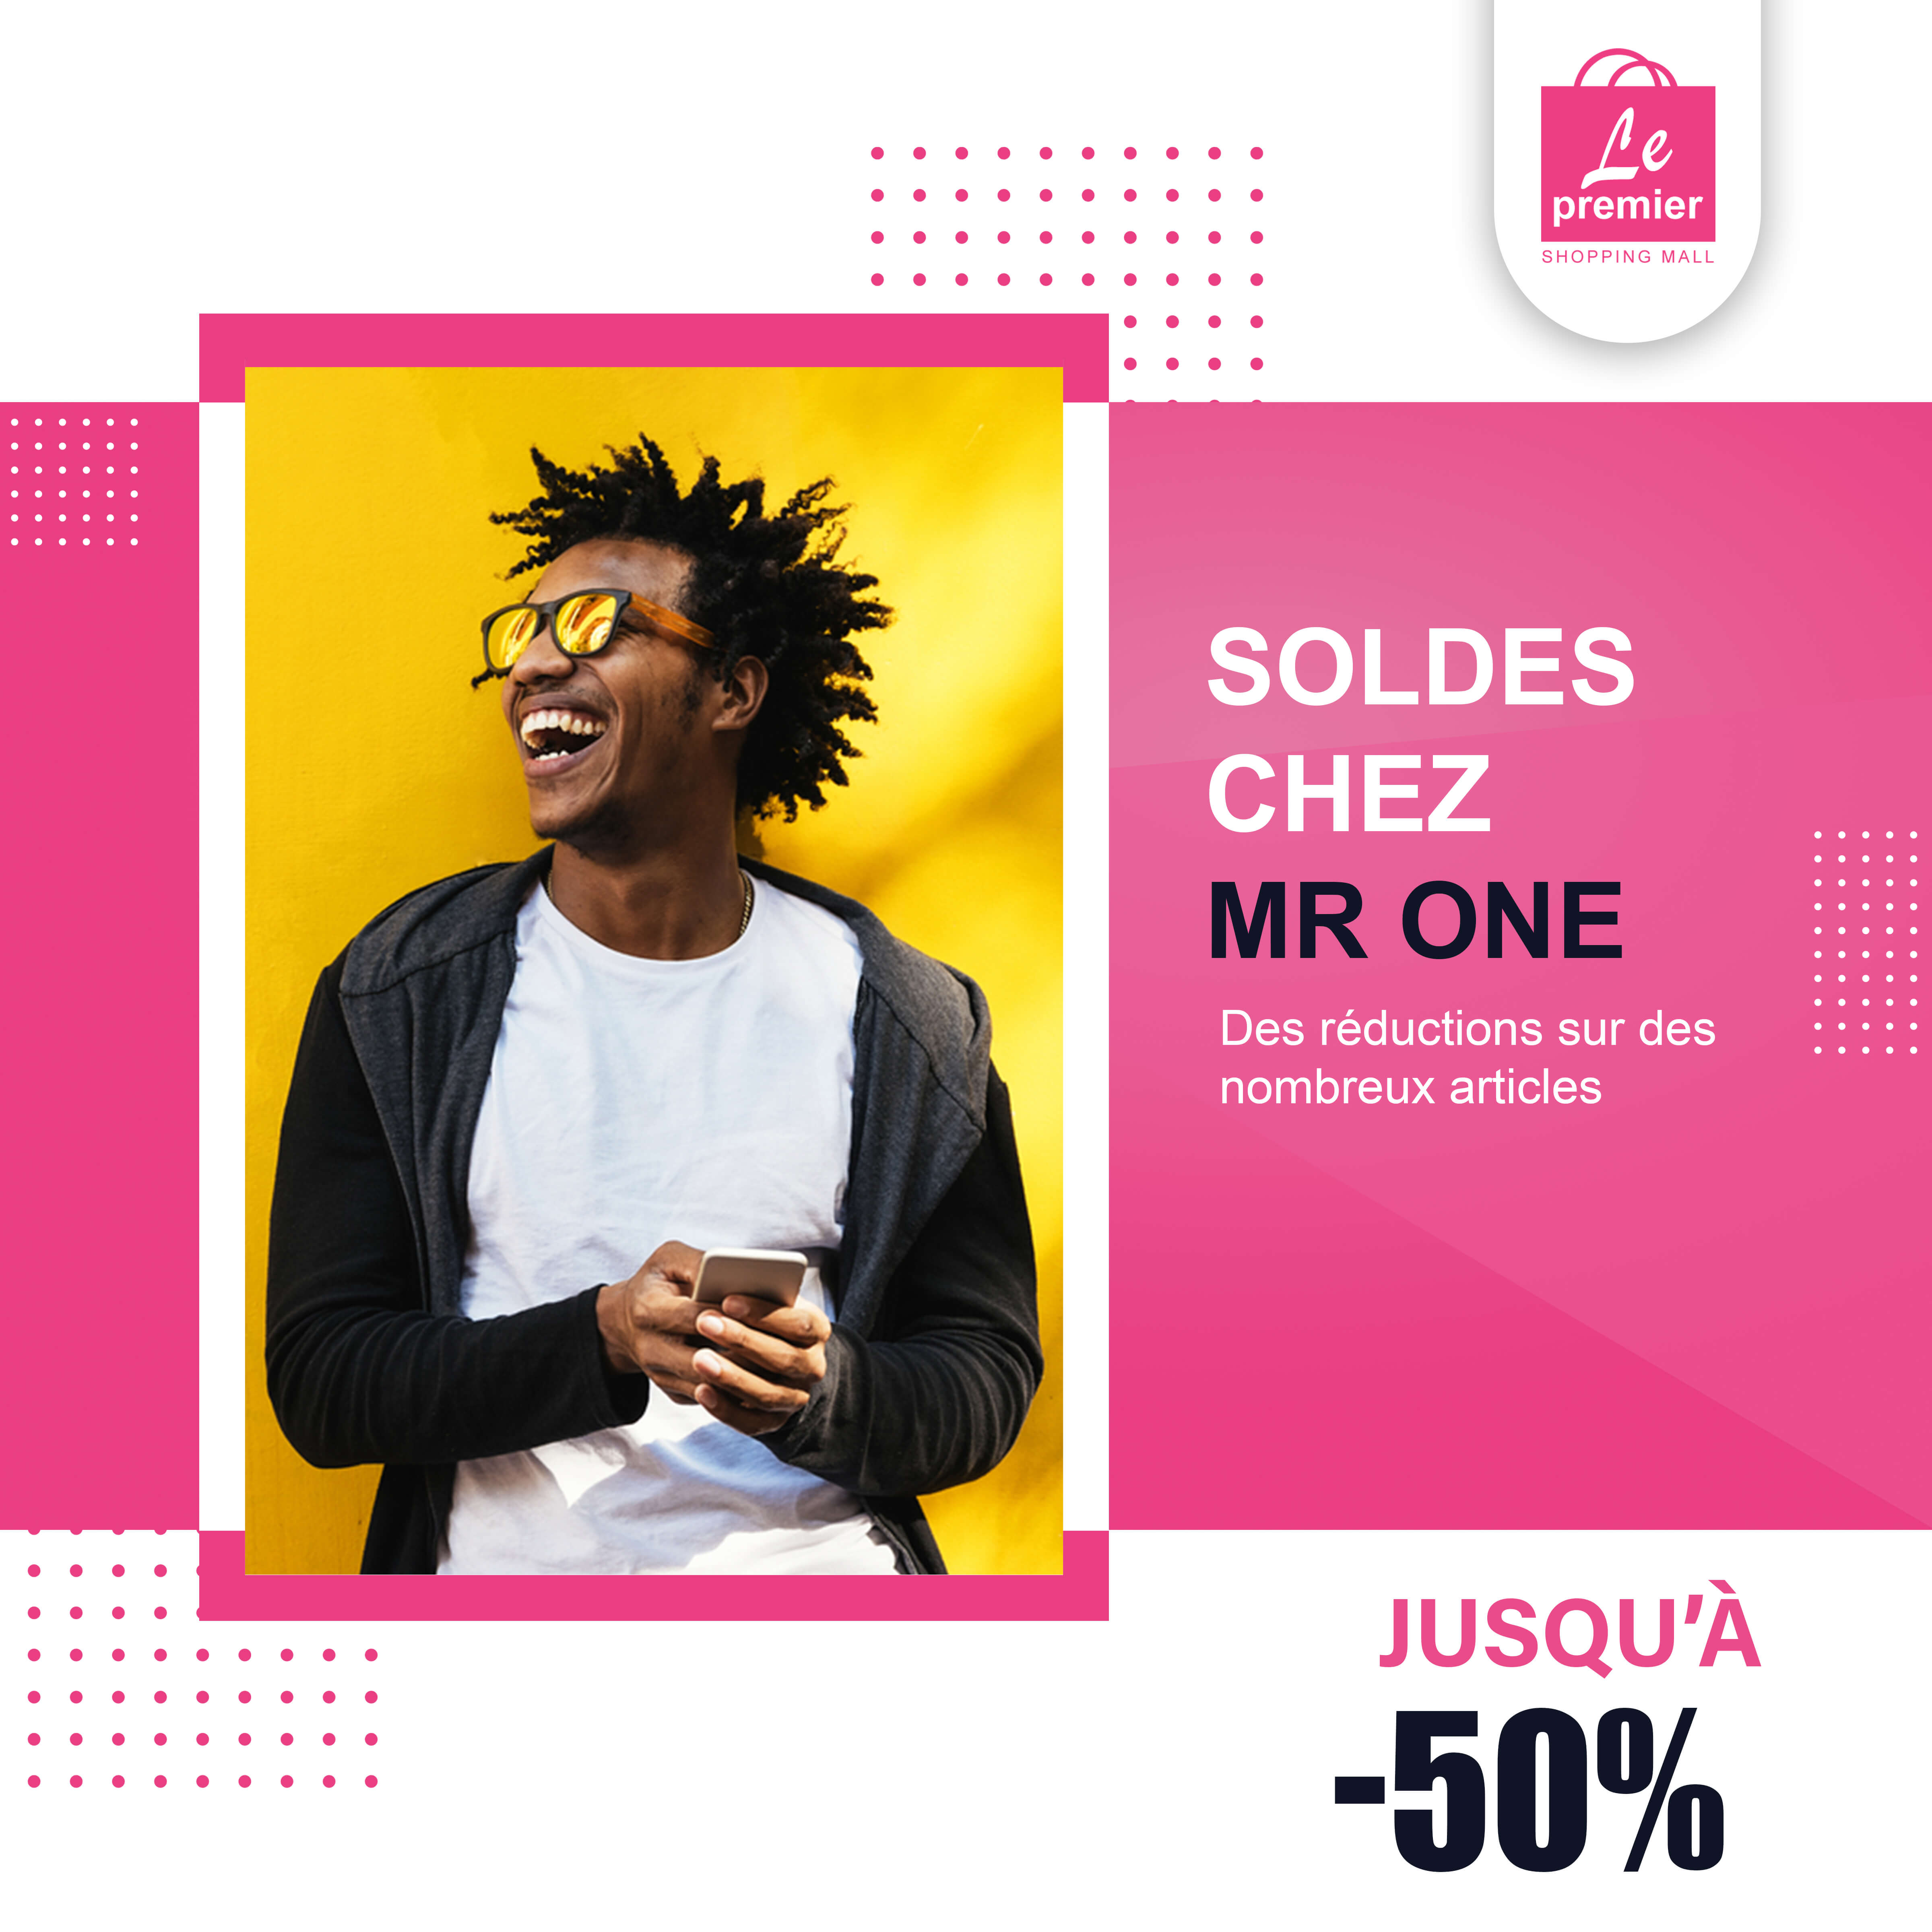 Le
premier
SHOPPING MALL
SOLDES
CHEZ
MR ONE
Des réductions sur des
nombreux articles
JUSQU'À
-50%